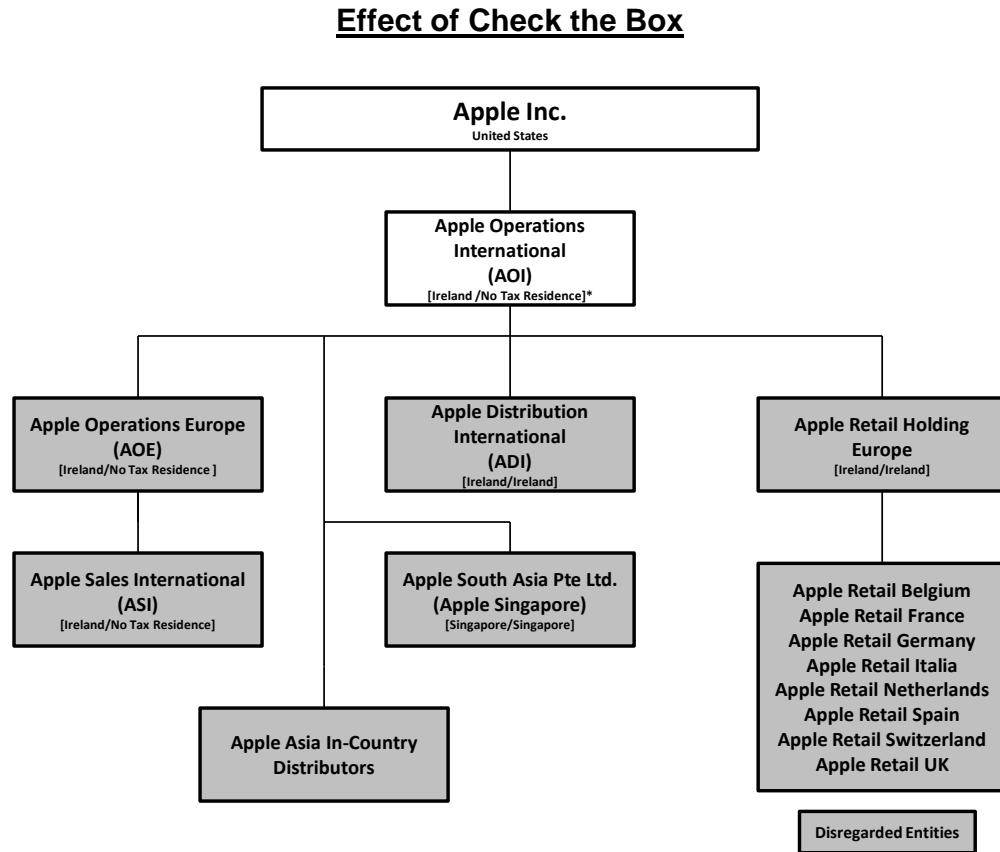 Effect of Check the Box
Apple Inc.
United States
Apple Operations
International
(AOI)
[Ireland /No Tax Residence]*
Apple Operations Europe
(AOE)
[Ireland/No Tax Residence ]
Apple Distribution
International
(ADI)
[Ireland/Ireland]
Apple Retail Holding
Europe
[Ireland/Ireland]
Apple Sales International
(ASI)
[Ireland/No Tax Residence]
Apple South Asia Pte Ltd.
(Apple Singapore)
[Singapore/Singapore]
Apple Retail Belgium
Apple Retail France
Apple Retail Germany
Apple Retail Italia
Apple Retail Netherlands
Apple Retail Spain
Apple Retail Switzerland
Apple Retail UK
Apple Asia In-Country
Distributors
Disregarded Entities